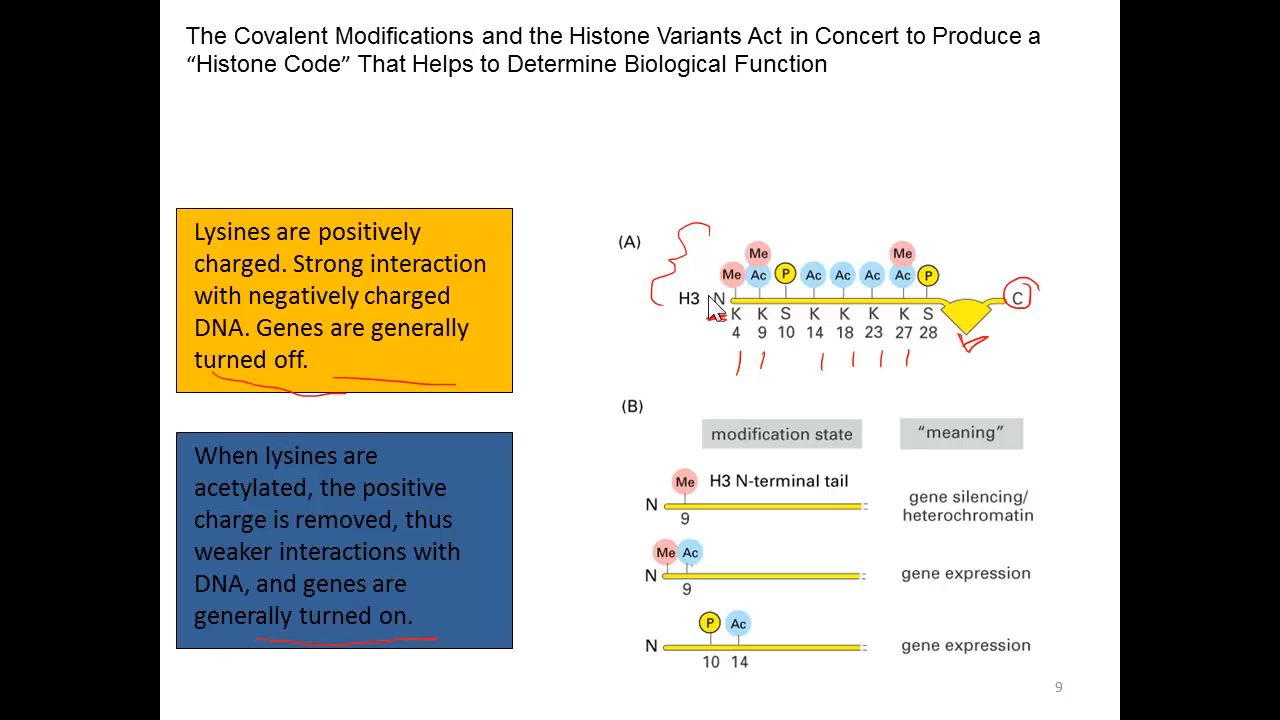 The Covalent Modifications and the Histone Variants Act in Concert to Produce a
“Histone Code” That Helps to Determine Biological Function
Lysines are positively
charged. Strong interaction
with negatively charged
DNA. Genes are generally
turned off.
When lysines are
acetylated, the positive
charge is removed, thus
weaker interactions with
DNA, and genes are
generally turned on.
(A)
Me Me
Me Ac P Ac Ac Ac Ac P
H3 N C
K K S K K K K S
4 9 10 14 18 23 27 28
(B)
modification state “meaning”
Me H3 N-terminal tail
N gene silencing/
9 heterochromatin
Me Ac
N gene expression
9
P Ac
N gene expression
10 14
9